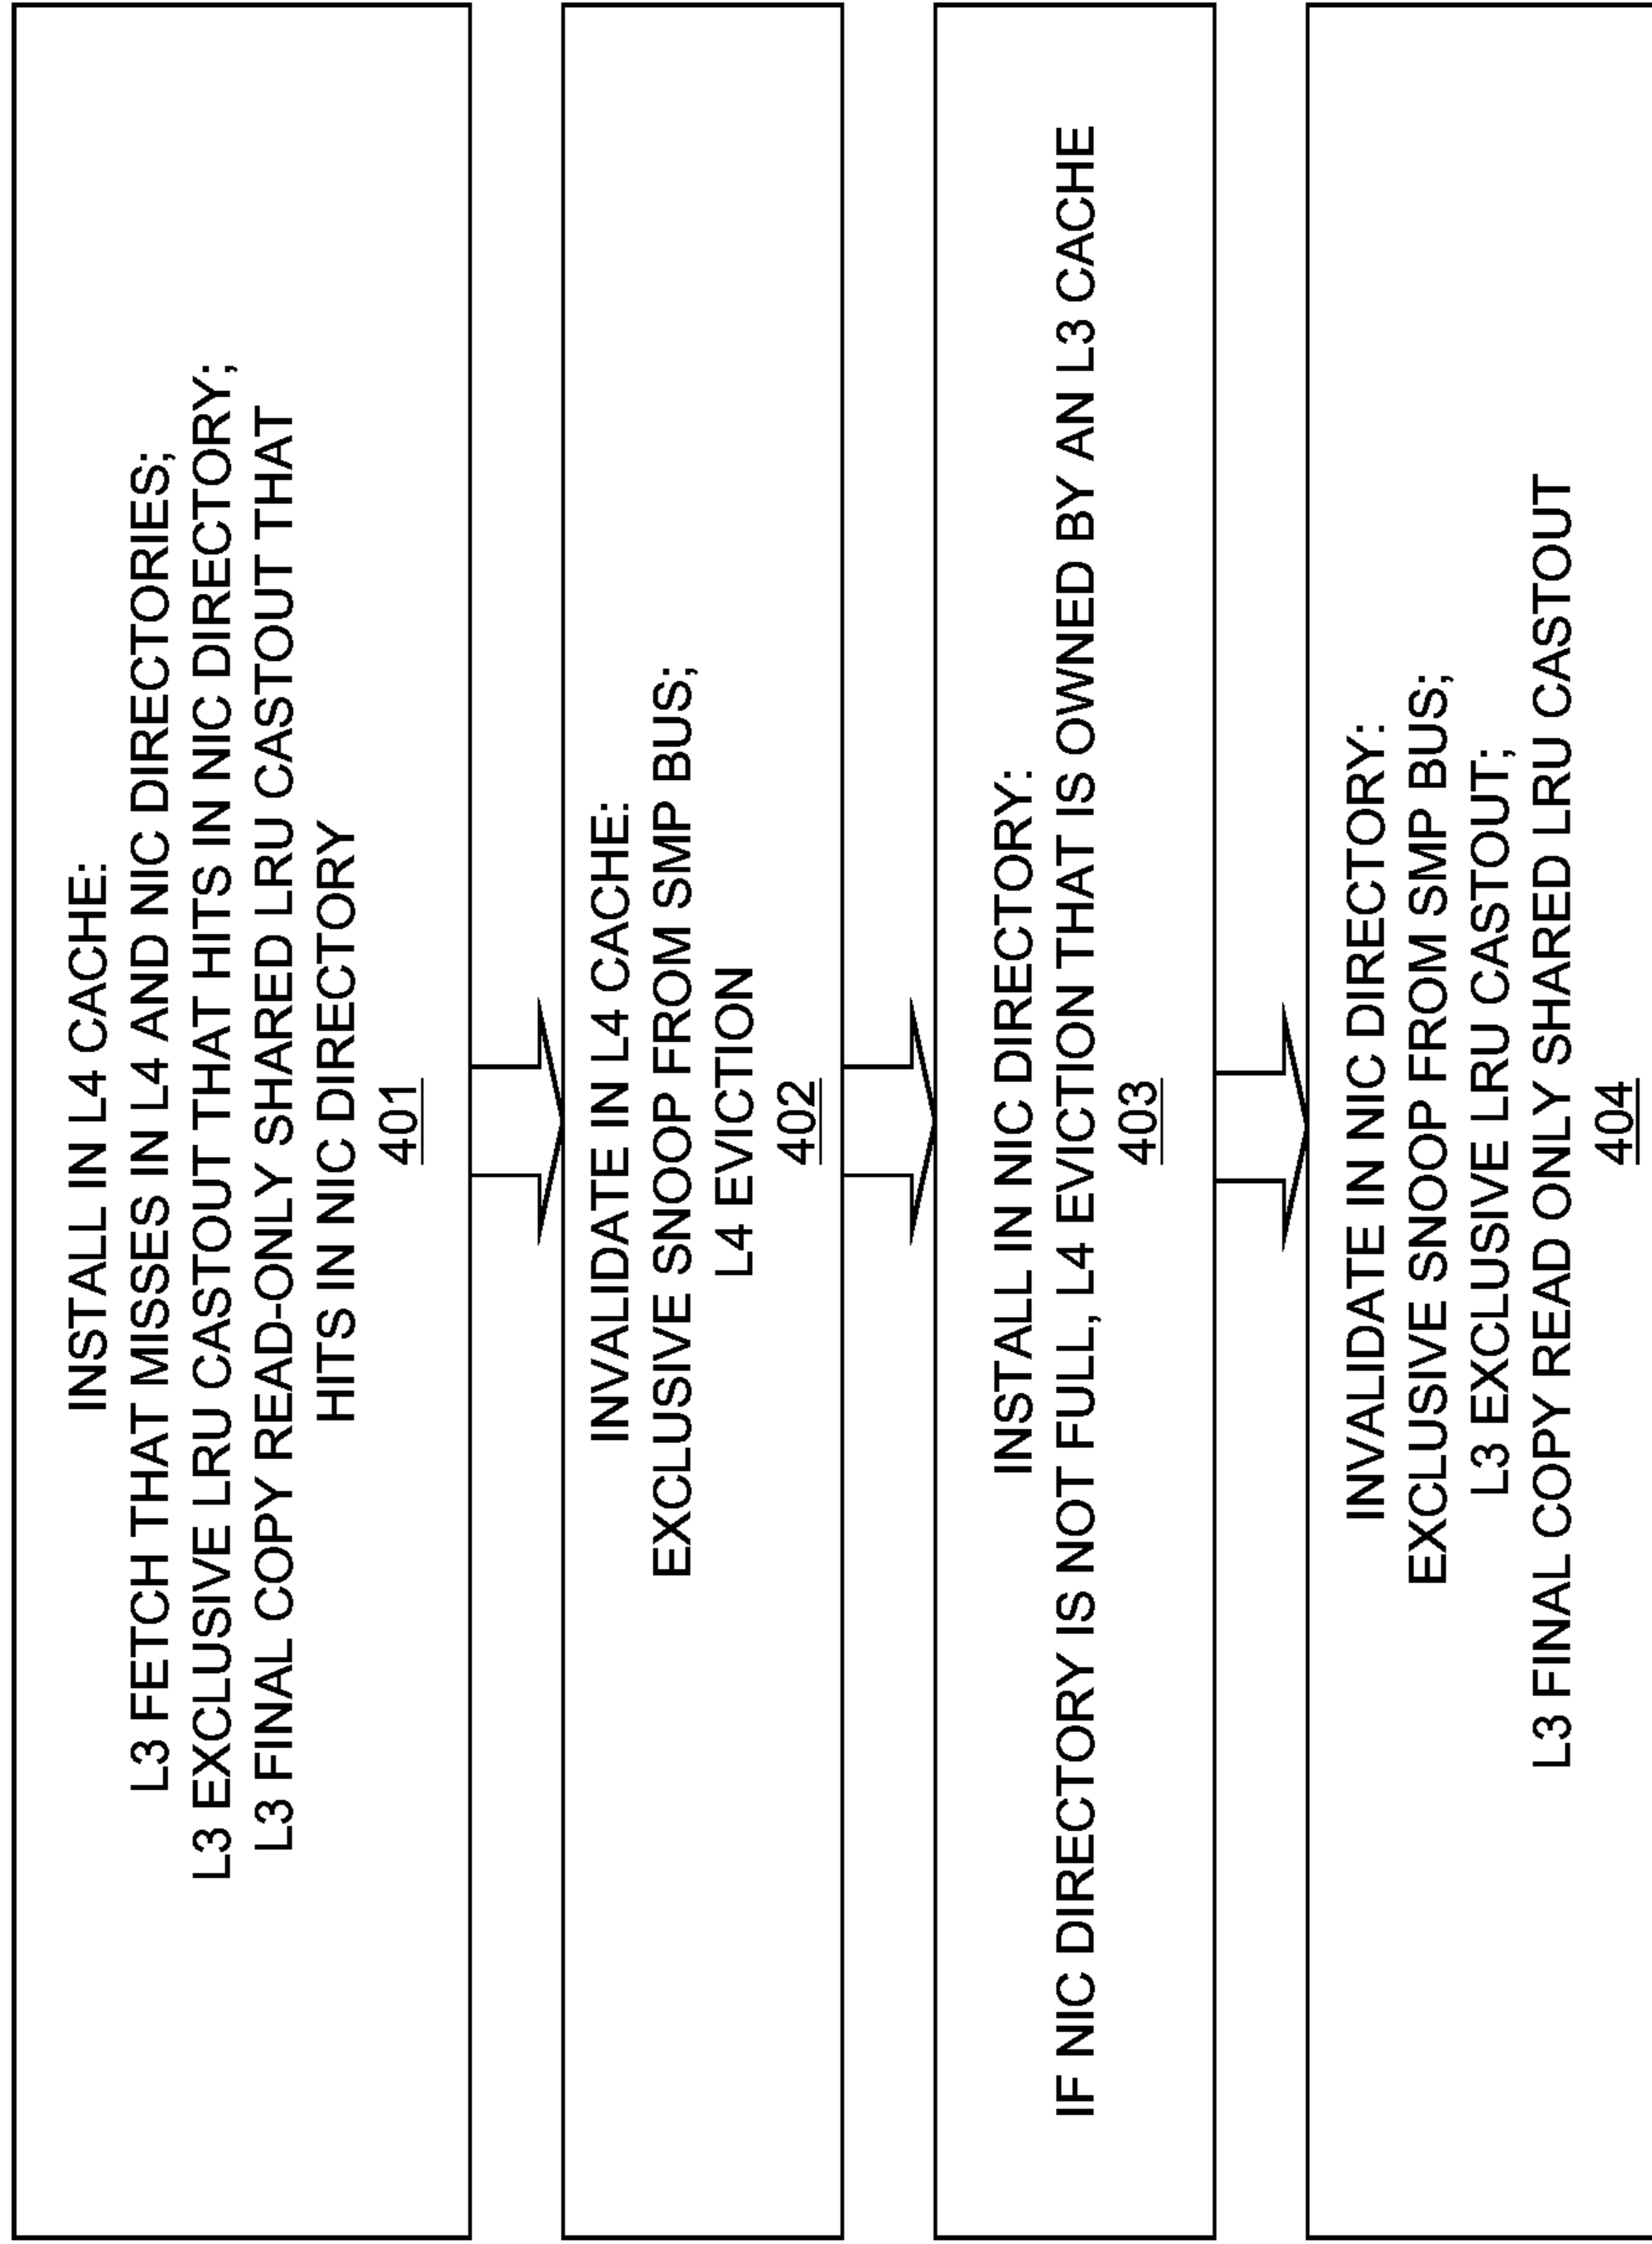 INSTALL IN L4 CACHE:
L3 FETCH THAT MISSES IN L4 AND NIC DIRECTORIES;
L3 EXCLUSIVE LRU CASTOUT THAT HITS IN NIC DIRECTORY;
L3 FINAL COPY READ-ONLY SHARED LRU CASTOUT THAT
HITS IN NIC DIRECTORY
401
INVALIDATE IN L4 CACHE:
EXCLUSIVE SNOOP FROM SMP BUS;
L4 EVICTION
402
INSTALL IN NIC DIRECTORY:
IF NIC DIRECTORY IS NOT FULL, L4 EVICTION THAT IS OWNED BY AN L3 CACHE
403
INVALIDATE IN NIC DIRECTORY:
EXCLUSIVE SNOOP FROM SMP BUS;
L3 EXCLUSIVE LRU CASTOUT;
L3 FINAL COPY READ ONLY SHARED LRU CASTOUT
404